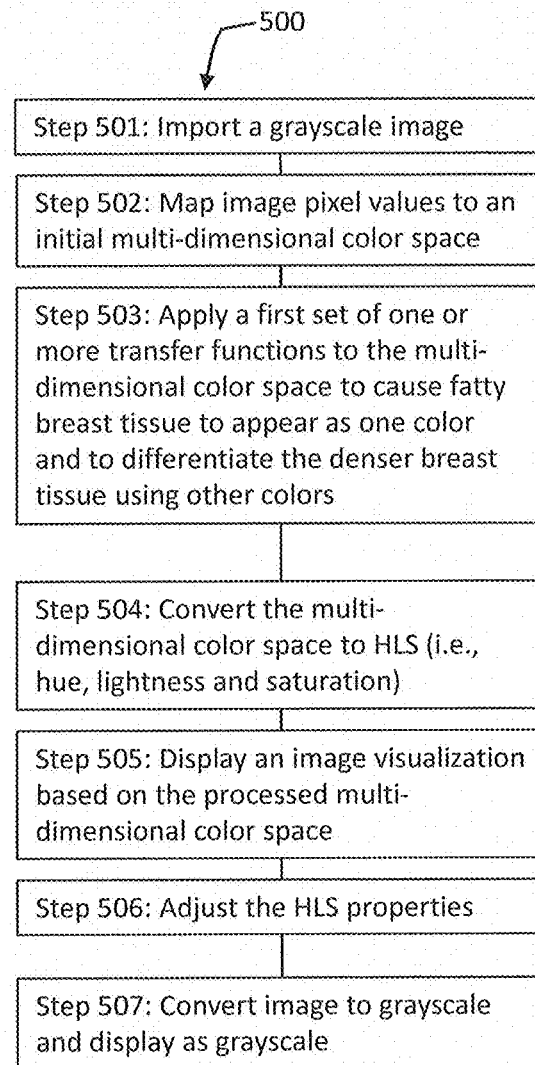 500
Step 501: Import a grayscale image
Step 502: Map image pixel values to an
initial multi-dimensional color space
Step 503: Apply a first set of one or
more transfer functions to the multi-
dimensional color space to cause fatty
breast tissue to appear as one color
and to differentiate the denser breast
tissue using other colors
Step 504: Convert the multi-
dimensional color space to HLS (i.e.,
hue, lightness and saturation)
Step 505: Display an image visualization
based on the processed multi-
dimensional color space
Step 506: Adjust the HLS properties
Step 507: Convert image to grayscale
and display as grayscale